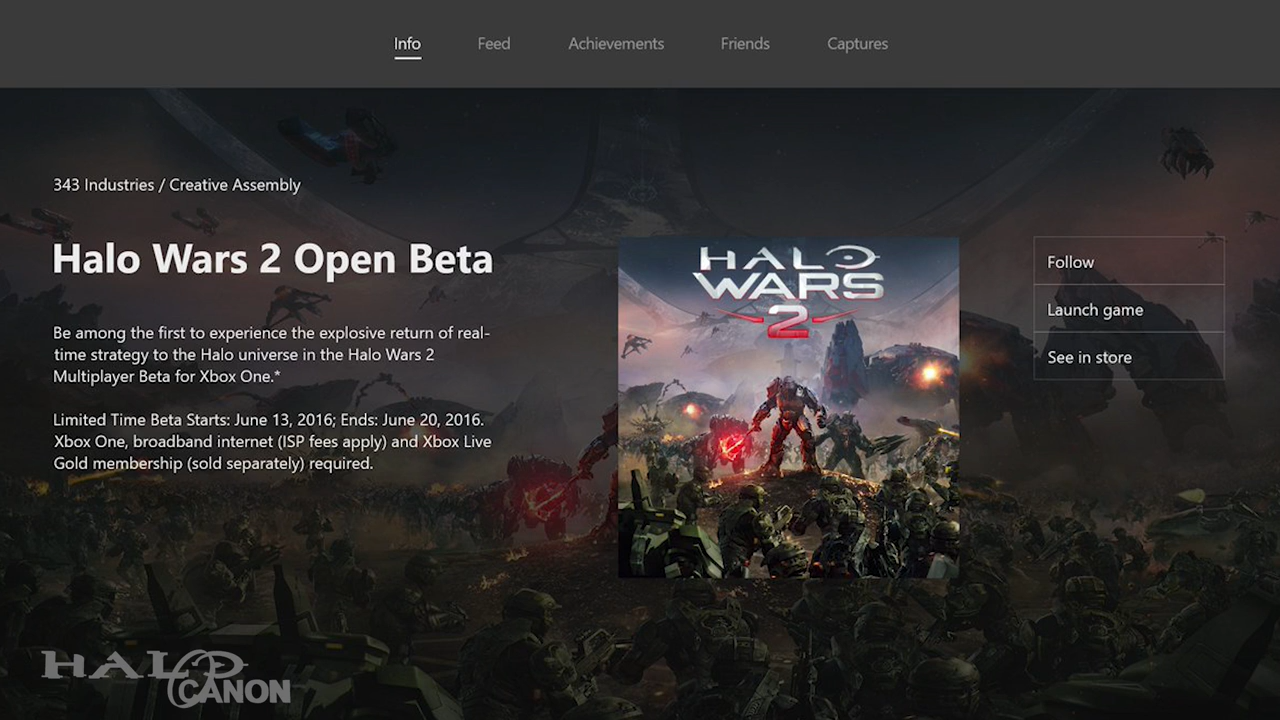 Info
Feed
Achievements
Friends
Captures
343 Industries / Creative Assembly
Halo Wars 2 Open Beta
Be among the first to experience the explosive return of real-
time strategy to the Halo universe in the Halo Wars 2
Multiplayer Beta for Xbox One.*
Limited Time Beta Starts: June 13, 2016; Ends: June 20, 2016.
Xbox One, broadband internet (ISP fees apply) and Xbox Live
Gold membership (sold separately) required.
HALO
WARS
2
Follow
Launch game
See in store
HALO
CANON